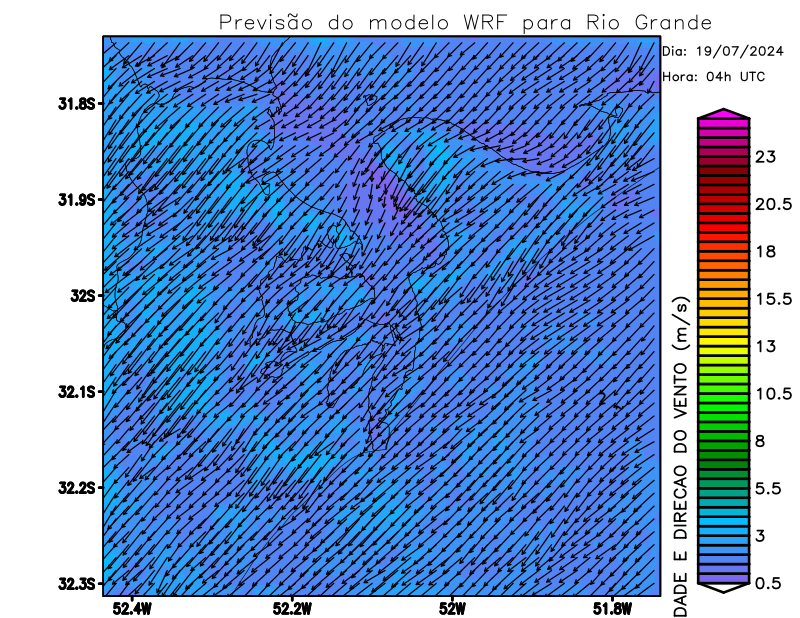 Previsão do modelo WRF para Rio Grande
Dia: 19/07/2024
Hora: 04h UTC
31.8S
31.9S
32S
32.1S
32.2S
32.3S
52.4W
52.2W
52W
51.8W
23
20.5
18
15.5
13
10.5
8
5.5
3
0.5
DADE E DIRECAO DO VENTO (m/s)